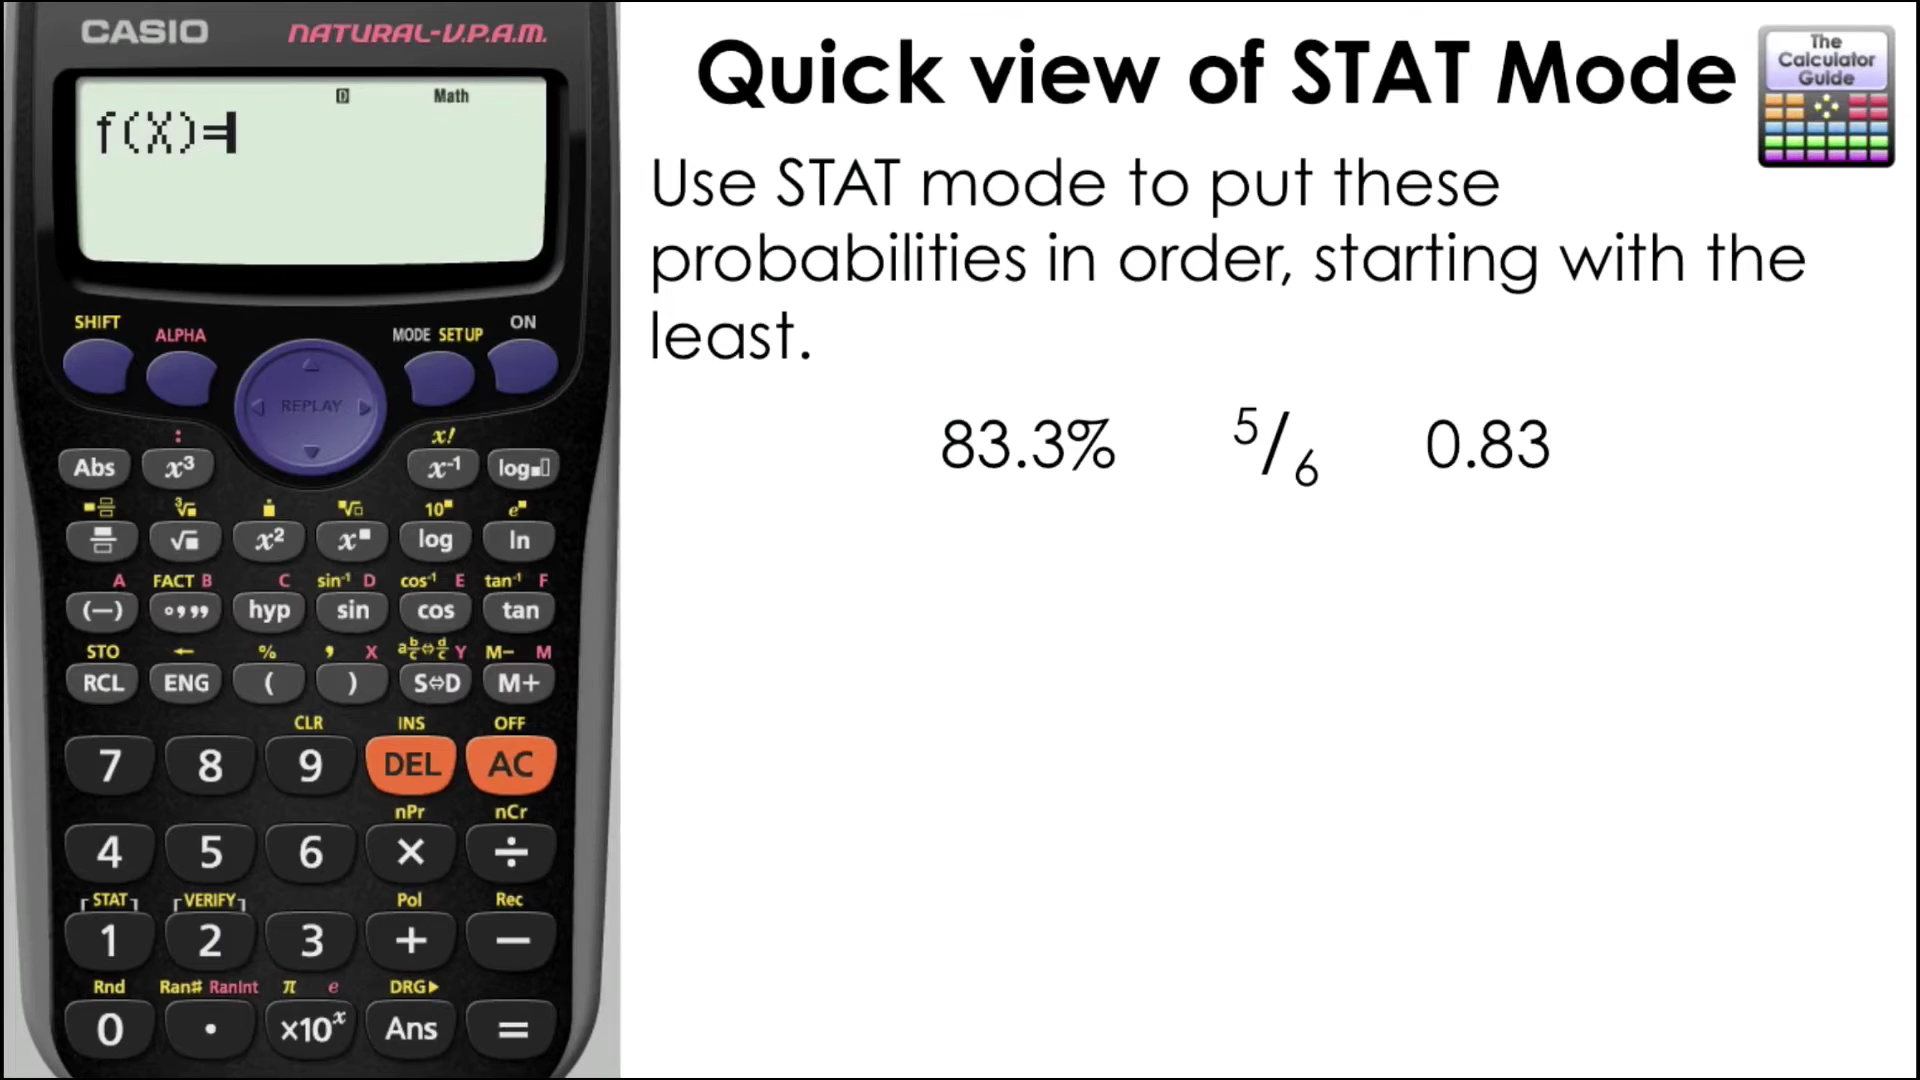 CASIO NATURAL-V.P.A.M.
D Math
f(X)=
SHIFT ALPHA MODE SETUP ON
REPLAY
: x!
Abs x³ x⁻¹ log▪▯
▪▯/▯ ³√▪ ▪̇ ▪√▯ 10▪ e▪
▪/▯ √▪ x² x▪ log ln
A FACT B C sin⁻¹ D cos⁻¹ E tan⁻¹ F
(−) °,,, hyp sin cos tan
STO ← % , X a b/c⇔d/c Y M− M
RCL ENG ( ) S⇔D M+
CLR INS OFF
7 8 9 DEL AC
nPr nCr
4 5 6 × ÷
STAT VERIFY Pol Rec
1 2 3 + −
Rnd Ran# RanInt π e DRG▶
0 · ×10ˣ Ans =
Quick view of STAT Mode
The
Calculator
Guide
Use STAT mode to put these
probabilities in order, starting with the
least.
83.3% ⁵/₆ 0.83